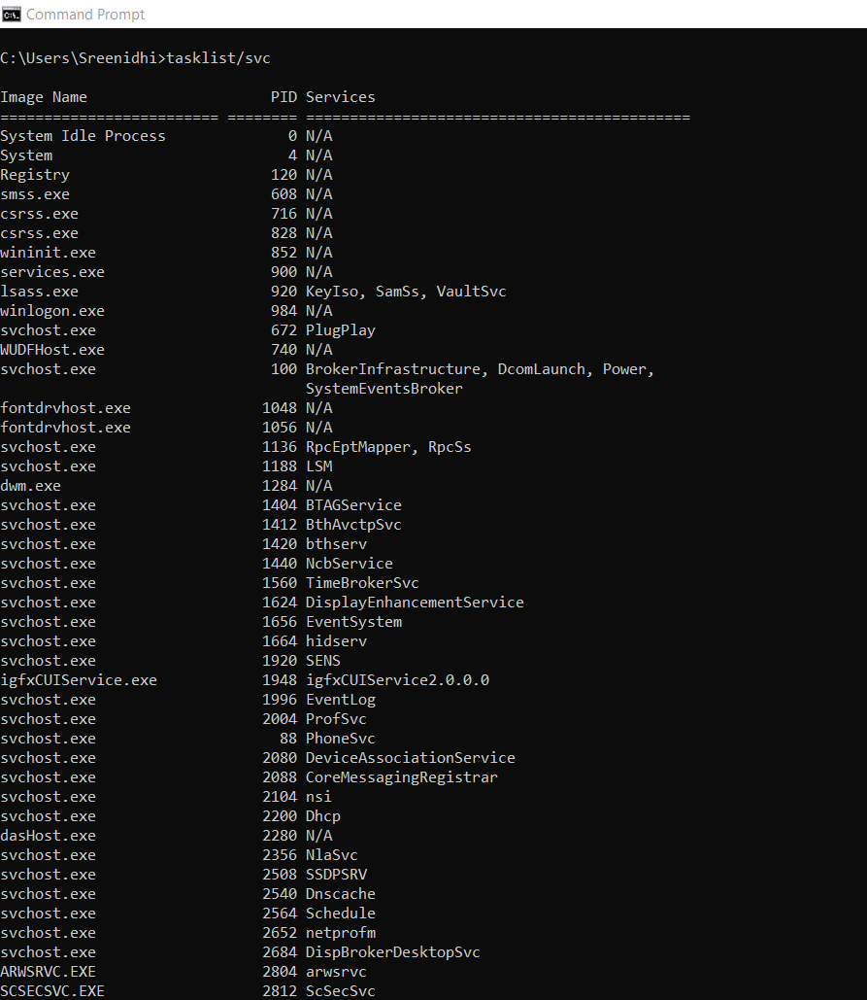 Command Prompt
C:\Users\Sreenidhi>tasklist/svc
Image Name                     PID Services
========================= ======== ============================================
System Idle Process              0 N/A
System                           4 N/A
Registry                       120 N/A
smss.exe                       608 N/A
csrss.exe                      716 N/A
csrss.exe                      828 N/A
wininit.exe                    852 N/A
services.exe                   900 N/A
lsass.exe                      920 KeyIso, SamSs, VaultSvc
winlogon.exe                   984 N/A
svchost.exe                    672 PlugPlay
WUDFHost.exe                   740 N/A
svchost.exe                    100 BrokerInfrastructure, DcomLaunch, Power,
                                   SystemEventsBroker
fontdrvhost.exe               1048 N/A
fontdrvhost.exe               1056 N/A
svchost.exe                   1136 RpcEptMapper, RpcSs
svchost.exe                   1188 LSM
dwm.exe                       1284 N/A
svchost.exe                   1404 BTAGService
svchost.exe                   1412 BthAvctpSvc
svchost.exe                   1420 bthserv
svchost.exe                   1440 NcbService
svchost.exe                   1560 TimeBrokerSvc
svchost.exe                   1624 DisplayEnhancementService
svchost.exe                   1656 EventSystem
svchost.exe                   1664 hidserv
svchost.exe                   1920 SENS
igfxCUIService.exe            1948 igfxCUIService2.0.0.0
svchost.exe                   1996 EventLog
svchost.exe                   2004 ProfSvc
svchost.exe                     88 PhoneSvc
svchost.exe                   2080 DeviceAssociationService
svchost.exe                   2088 CoreMessagingRegistrar
svchost.exe                   2104 nsi
svchost.exe                   2200 Dhcp
dasHost.exe                   2280 N/A
svchost.exe                   2356 NlaSvc
svchost.exe                   2508 SSDPSRV
svchost.exe                   2540 Dnscache
svchost.exe                   2564 Schedule
svchost.exe                   2652 netprofm
svchost.exe                   2684 DispBrokerDesktopSvc
ARWSRVC.EXE                   2804 arwsrvc
SCSECSVC.EXE                  2812 ScSecSvc